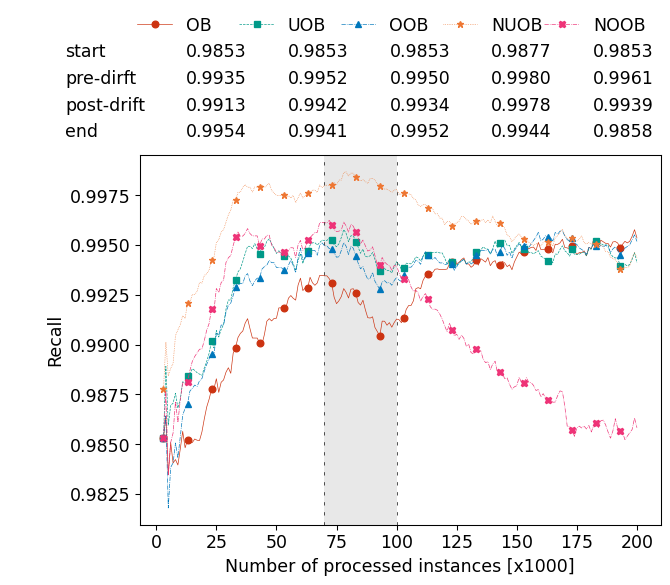 OB UOB OOB NUOB NOOB
start 0.9853 0.9853 0.9853 0.9877 0.9853
pre-dirft 0.9935 0.9952 0.9950 0.9980 0.9961
post-drift 0.9913 0.9942 0.9934 0.9978 0.9939
end 0.9954 0.9941 0.9952 0.9944 0.9858
0.9975
0.9950
0.9925
0.9900
0.9875
0.9850
0.9825
Recall
0 25 50 75 100 125 150 175 200
Number of processed instances [x1000]